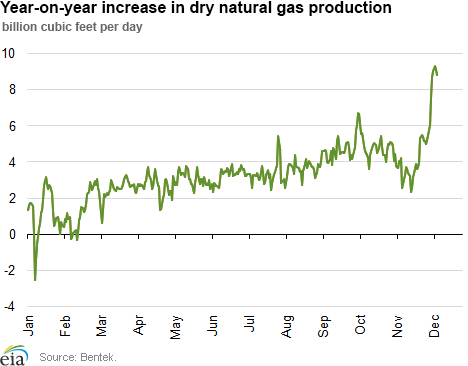 Year-on-year increase in dry natural gas production
billion cubic feet per day
10
8
6
4
2
0
-2
-4
Jan
Feb
Mar
Apr
May
Jun
Jul
Aug
Sep
Oct
Nov
Dec
eia
Source: Bentek.